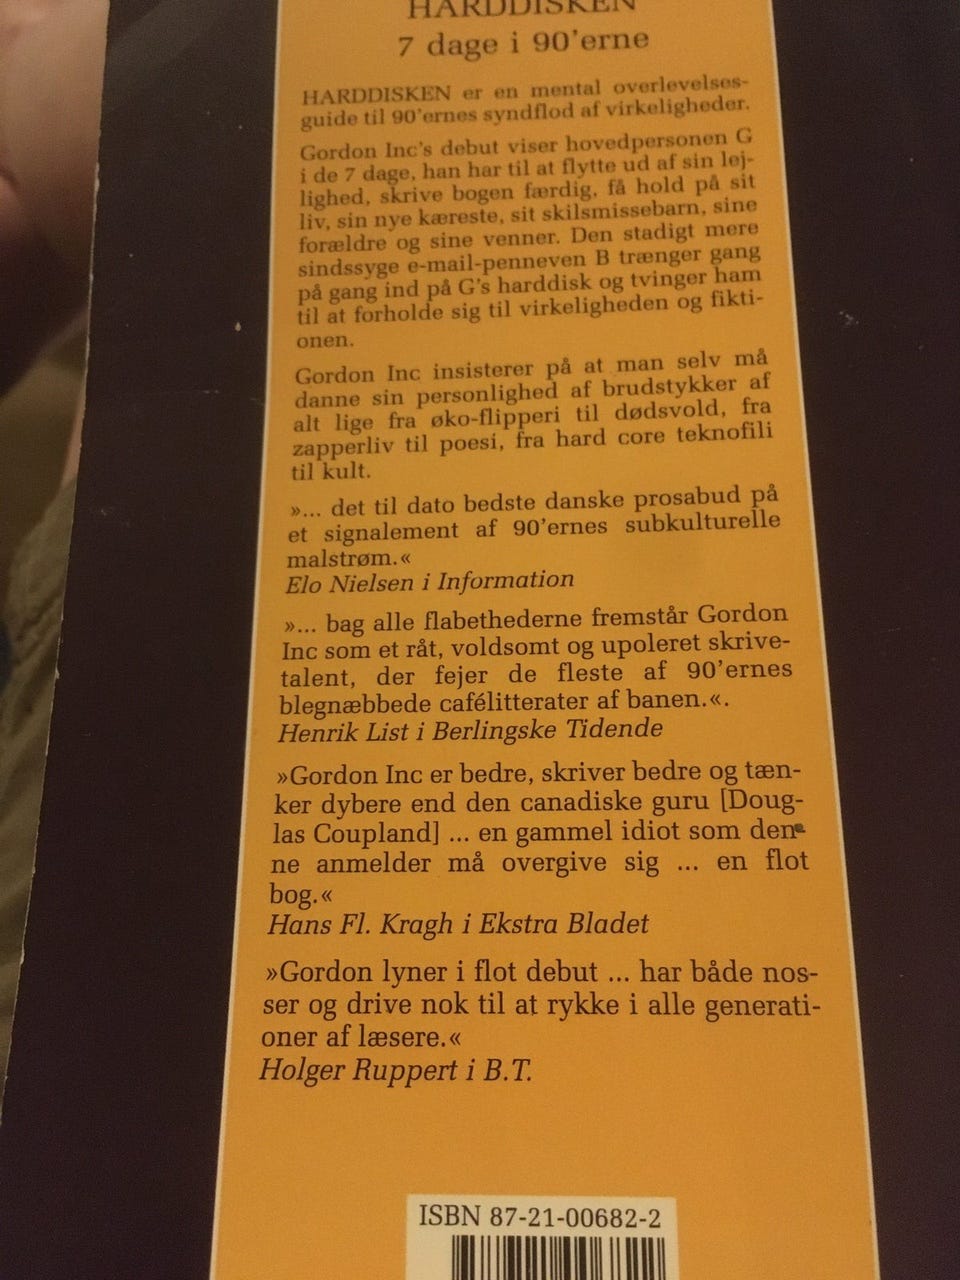 HARDDISKEN
7 dage i 90'erne
HARDDISKEN er en mental overlevelses-
guide til 90'ernes syndflod af virkeligheder.
Gordon Inc's debut viser hovedpersonen G
i de 7 dage, han har til at flytte ud af sin lej-
lighed, skrive bogen færdig, få hold på sit
liv, sin nye kæreste, sit skilsmissebarn, sine
forældre og sine venner. Den stadigt mere
sindssyge e-mail-penneven B trænger gang
på gang ind på G's harddisk og tvinger ham
til at forholde sig til virkeligheden og fikti-
onen.
Gordon Inc insisterer på at man selv må
danne sin personlighed af brudstykker af
alt lige fra øko-flipperi til dødsvold, fra
zapperliv til poesi, fra hard core teknofili
til kult.
»... det til dato bedste danske prosabud på
et signalement af 90'ernes subkulturelle
malstrøm.«
Elo Nielsen i Information
»... bag alle flabethederne fremstår Gordon
Inc som et råt, voldsomt og upoleret skrive-
talent, der fejer de fleste af 90'ernes
blegnæbbede cafélitterater af banen.«.
Henrik List i Berlingske Tidende
»Gordon Inc er bedre, skriver bedre og tæn-
ker dybere end den canadiske guru [Doug-
las Coupland] ... en gammel idiot som den-
ne anmelder må overgive sig ... en flot
bog.«
Hans Fl. Kragh i Ekstra Bladet
»Gordon lyner i flot debut ... har både nos-
ser og drive nok til at rykke i alle generati-
oner af læsere.«
Holger Ruppert i B.T.
ISBN 87-21-00682-2